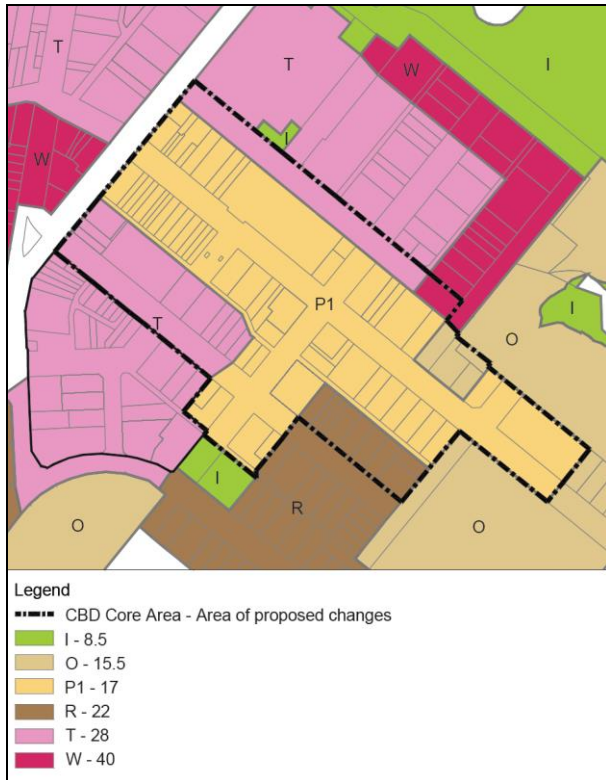 T
T
W
I
W
I
P1
T
O
I
I
R
O
O
Legend
CBD Core Area - Area of proposed changes
I - 8.5
O - 15.5
P1 - 17
R - 22
T - 28
W - 40